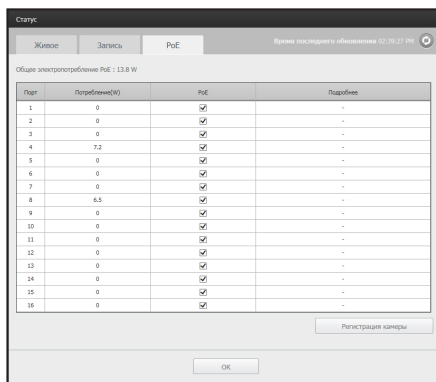 Статус
Живое Запись PoE Время последнего обновления 02:39:27 PM
Общее электропотребление PoE : 13.8 W
Порт Потребление(W) PoE Подробнее
1 0 -
2 0 -
3 0 -
4 7.2 -
5 0 -
6 0 -
7 0 -
8 6.5 -
9 0 -
10 0 -
11 0 -
12 0 -
13 0 -
14 0 -
15 0 -
16 0 -
Регистрация камеры
OK